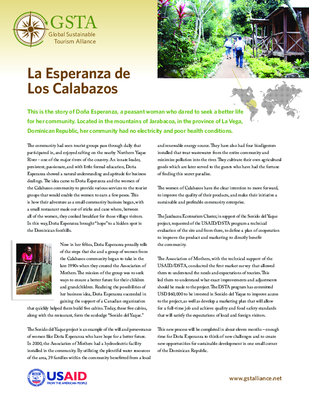 GSTA
Global Sustainable
Tourism Alliance
La Esperanza de
Los Calabazos
This is the story of Doña Esperanza, a peasant woman who dared to seek a better life
for her community. Located in the mountains of Jarabacoa, in the province of La Vega,
Dominican Republic, her community had no electricity and poor health conditions.
Her community had seen tourist groups pass through daily that
participated in, and enjoyed rafting on the nearby Northern Yaque
River – one of the major rivers of the country. An innate leader,
persistent, passionate, and with little formal education, Doña
Esperanza showed a natural understanding and aptitude for business
dealings. The idea came to Doña Esperanza and the women of
the Calabazos community to provide various services to the tourist
groups that would enable the women to earn a few pesos. This
is how their adventure as a small community business began, with
a small restaurant made out of sticks and cane where, between
all of the women, they cooked breakfast for those village visitors.
In this way, Doña Esperanza brought "hope" to a hidden spot in
the Dominican foothills.
Now in her fifties, Doña Esperanza proudly tells
of the steps that she and a group of women from
the Calabazos community began to take in the
late 1990s when they created the Association of
Mothers. The mission of the group was to seek
ways to ensure a better future for their children
and grandchildren. Realizing the possibilities of
her business idea, Doña Esperanza succeeded in
gaining the support of a Canadian organization
that quickly helped them build five cabins. Today, these five cabins,
along with the restaurant, form the ecolodge "Sonido del Yaque."
The Sonido del Yaque project is an example of the will and perseverance
of women like Doña Esperanza who have hope for a better future.
In 2000, the Association of Mothers had a hydroelectric facility
installed in the community. By utilizing the plentiful water resources
of the area, 39 families within the community benefitted from a local
and renewable energy source. They have also had four biodigesters
installed that treat wastewater from the entire community and
minimize pollution into the river. They cultivate their own agricultural
goods which are later served to the guests who have had the fortune
of finding this secret paradise.
The women of Calabazos have the clear intention to move forward,
to improve the quality of their products, and make their initiative a
sustainable and profitable community enterprise.
The Jarabacoa Ecotourism Cluster, in support of the Sonido del Yaque
project, requested of the USAID/DSTA program a technical
evaluation of the site and from there, to define a plan of cooperation
to improve the product and marketing to directly benefit
the community.
The Association of Mothers, with the technical support of the
USAID/DSTA, conducted the first market survey that allowed
them to understand the needs and expectations of tourists. This
led them to understand what exact improvements and adjustments
should be made to the project. The DSTA program has committed
USD $40,000 to be invested in Sonido del Yaque to improve access
to the project, as well as develop a marketing plan that will allow
for a full-time job and achieve quality and food safety standards
that will satisfy the expectations of local and foreign visitors.
This new process will be completed in about eleven months – enough
time for Doña Esperanza to think of new challenges and to create
new opportunities for sustainable development in one small corner
of the Dominican Republic.
USAID
FROM THE AMERICAN PEOPLE
www.gstalliance.net